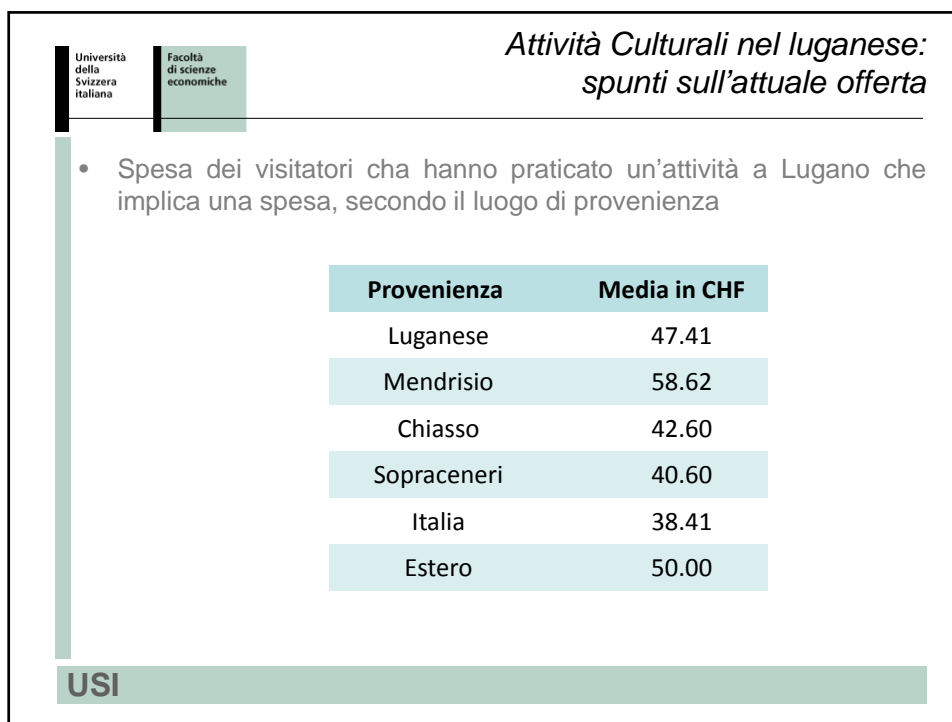 Università
della
Svizzera
italiana
Facoltà
di scienze
economiche
Attività Culturali nel luganese:
spunti sull'attuale offerta
• Spesa dei visitatori cha hanno praticato un'attività a Lugano che
implica una spesa, secondo il luogo di provenienza
Provenienza Media in CHF
Luganese 47.41
Mendrisio 58.62
Chiasso 42.60
Sopraceneri 40.60
Italia 38.41
Estero 50.00
USI